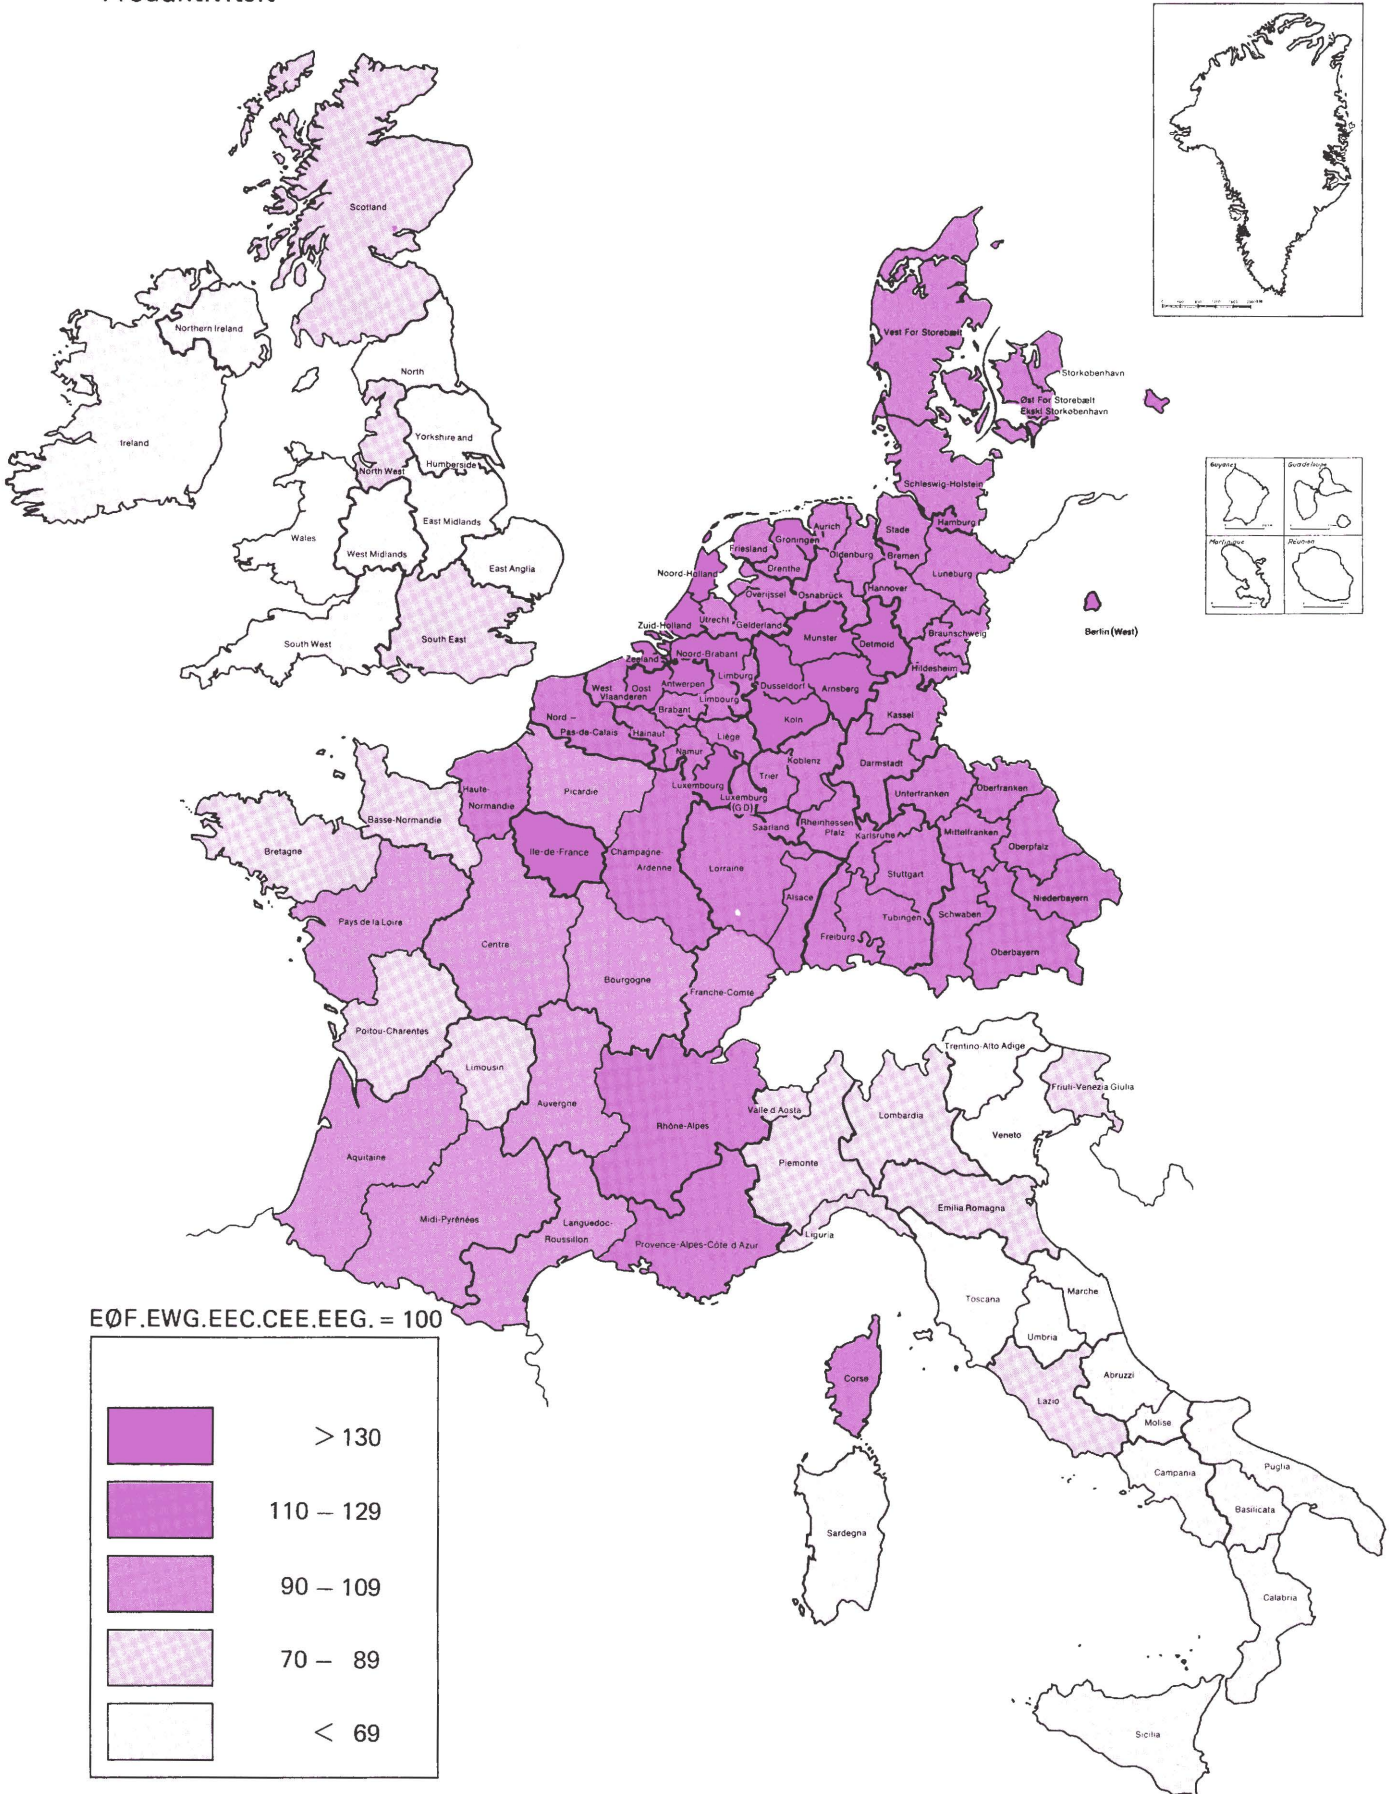 Scotland
Northern Ireland
North
Ireland
Yorkshire and
Humberside
North West
East Midlands
Wales
West Midlands
East Anglia
South West
South East
Vest For Storebælt
Storkøbenhavn
Øst For Storebælt
Ekskl Storkøbenhavn
Guyane
Guadeloupe
Martinique
Réunion
Schleswig-Holstein
Hamburg
Stade
Aurich
Groningen
Friesland
Oldenburg
Bremen
Drenthe
Lüneburg
Noord-Holland
Hannover
Overijssel
Osnabrück
Utrecht
Gelderland
Zuid-Holland
Berlin (West)
Braunschweig
Munster
Detmold
Noord-Brabant
Zeeland
Hildesheim
Limburg
West
Vlaanderen
Oost
Antwerpen
Dusseldorf
Arnsberg
Limbourg
Brabant
Nord –
Pas-de-Calais
Köln
Kassel
Hainaut
Liège
Namur
Koblenz
Darmstadt
Trier
Luxembourg
Luxemburg
(G D)
Unterfranken
Oberfranken
Haute-
Normandie
Picardie
Basse-Normandie
Saarland
Rheinhessen
Pfalz
Karlsruhe
Mittelfranken
Oberpfalz
Bretagne
Ile-de-France
Champagne-
Ardenne
Lorraine
Stuttgart
Alsace
Niederbayern
Pays de la Loire
Tübingen
Schwaben
Freiburg
Centre
Oberbayern
Bourgogne
Franche-Comté
Poitou-Charentes
Limousin
Trentino-Alto Adige
Friuli-Venezia Giulia
Auvergne
Valle d Aosta
Lombardia
Rhône-Alpes
Veneto
Aquitaine
Piemonte
Midi-Pyrénées
Languedoc-
Roussillon
Emilia Romagna
Liguria
Provence-Alpes-Côte d Azur
Toscana
Marche
Umbria
Corse
Abruzzi
Lazio
Molise
Campania
Puglia
Basilicata
Sardegna
Calabria
Sicilia
EØF.EWG.EEC.CEE.EEG. = 100
> 130
110 – 129
90 – 109
70 – 89
< 69